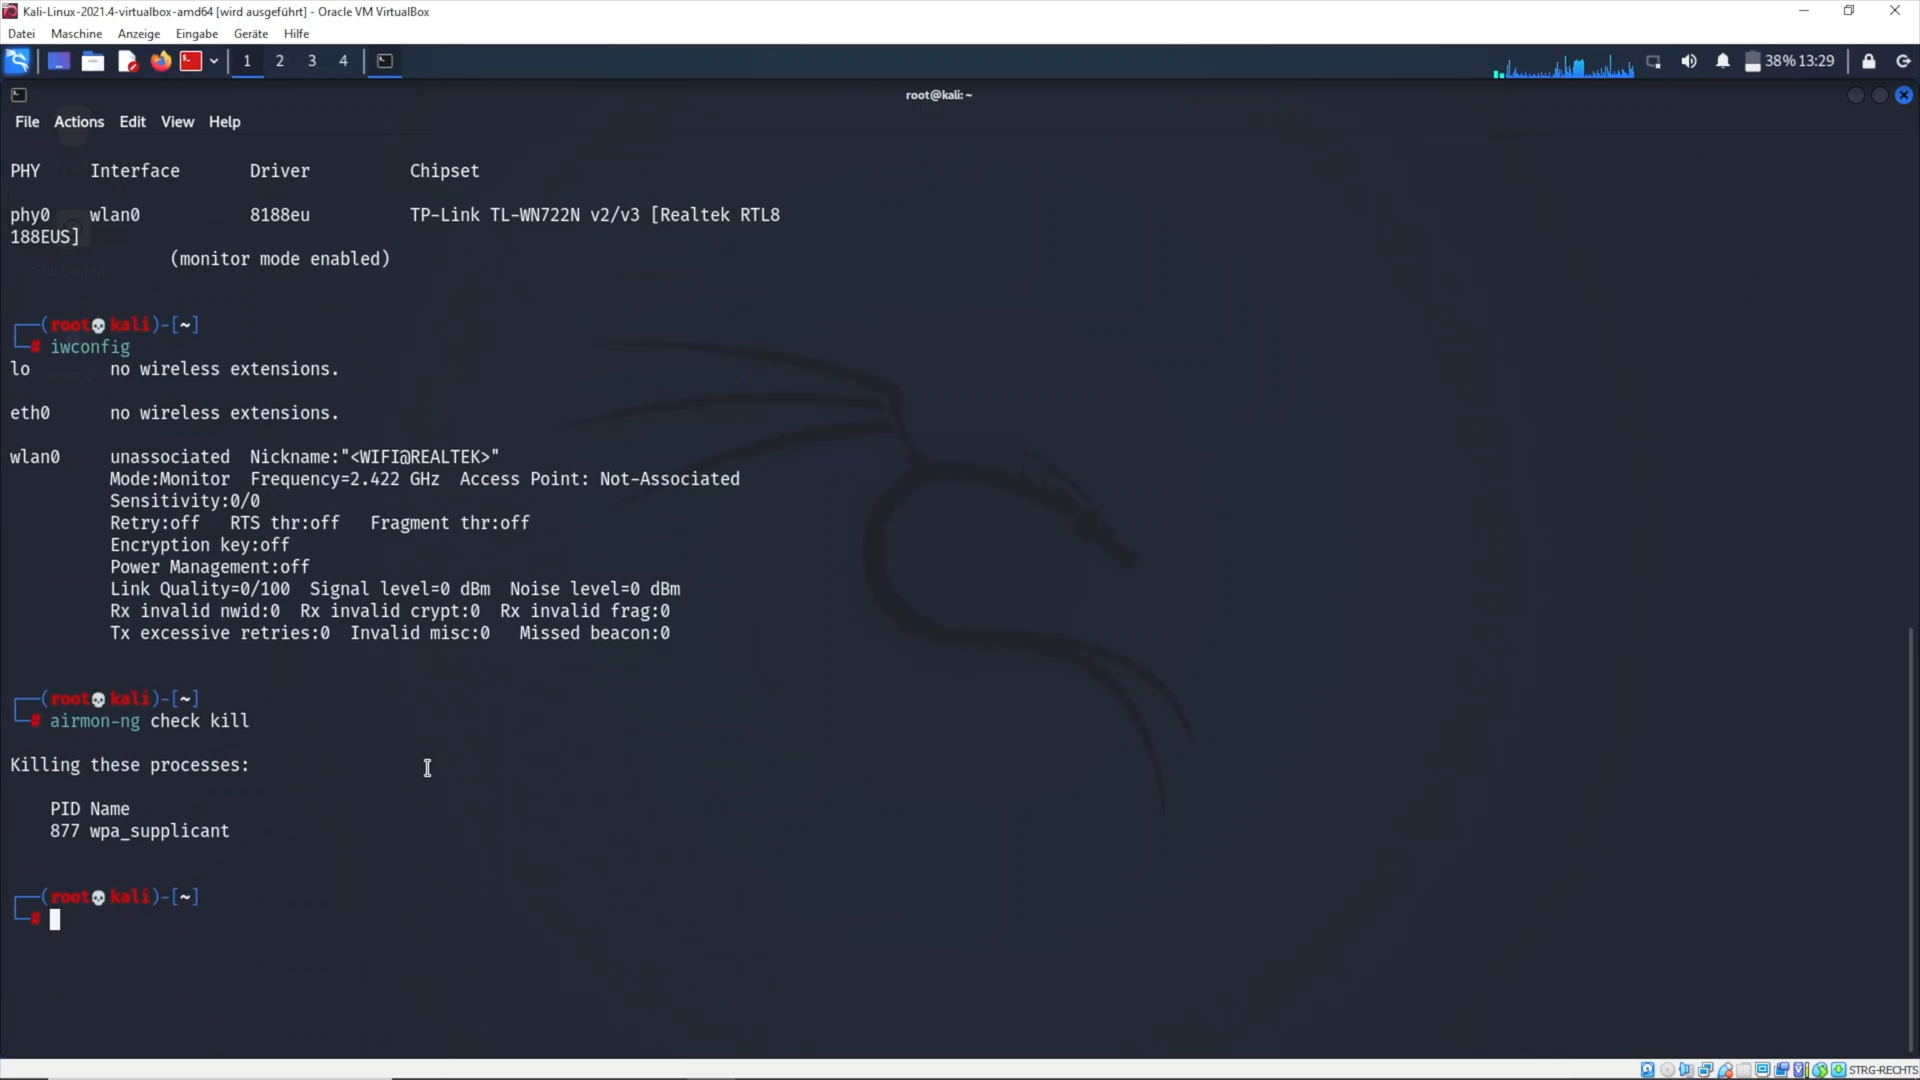 Kali-Linux-2021.4-virtualbox-amd64 [wird ausgeführt] - Oracle VM VirtualBox
Datei Maschine Anzeige Eingabe Geräte Hilfe
1 2 3 4 38% 13:29
root@kali: ~
File Actions Edit View Help
PHY Interface Driver Chipset
phy0 wlan0 8188eu TP-Link TL-WN722N v2/v3 [Realtek RTL8
188EUS]
(monitor mode enabled)
File System
┌──(root💀kali)-[~]
└─# iwconfig
lo no wireless extensions.
eth0 no wireless extensions.
wlan0 unassociated Nickname:"<WIFI@REALTEK>"
Mode:Monitor Frequency=2.422 GHz Access Point: Not-Associated
Sensitivity:0/0
Retry:off RTS thr:off Fragment thr:off
Encryption key:off
Power Management:off
Link Quality=0/100 Signal level=0 dBm Noise level=0 dBm
Rx invalid nwid:0 Rx invalid crypt:0 Rx invalid frag:0
Tx excessive retries:0 Invalid misc:0 Missed beacon:0
┌──(root💀kali)-[~]
└─# airmon-ng check kill
Killing these processes:
PID Name
877 wpa_supplicant
┌──(root💀kali)-[~]
└─#
STRG-RECHTS